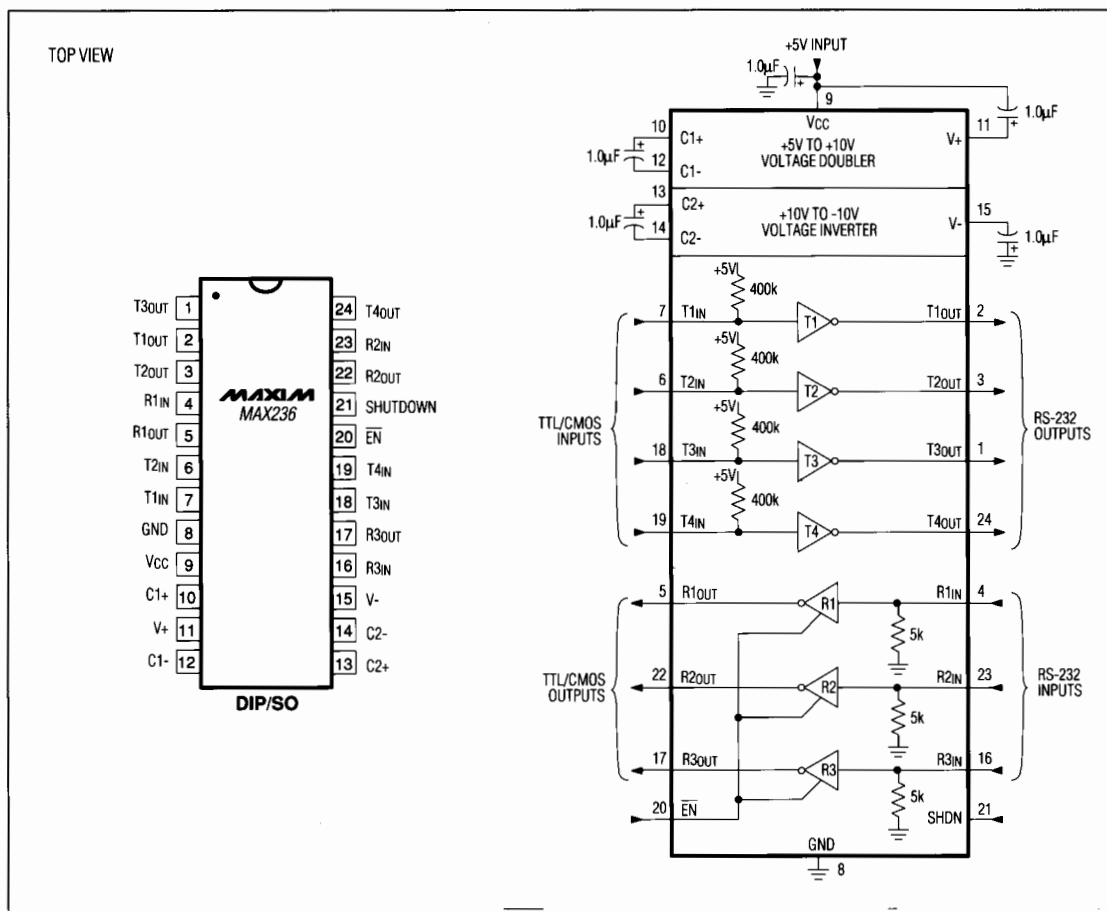 TOP VIEW
T3OUT 1
T1OUT 2
T2OUT 3
R1IN 4
R1OUT 5
T2IN 6
T1IN 7
GND 8
VCC 9
C1+ 10
V+ 11
C1- 12
MAXIM
MAX236
24 T4OUT
23 R2IN
22 R2OUT
21 SHUTDOWN
20 E̅N̅
19 T4IN
18 T3IN
17 R3OUT
16 R3IN
15 V-
14 C2-
13 C2+
DIP/SO
+5V INPUT
1.0µF +
9
VCC
1.0µF +
10 C1+
1.0µF +
12 C1-
+5V TO +10V
VOLTAGE DOUBLER
V+ 11
13 C2+
1.0µF +
14 C2-
+10V TO -10V
VOLTAGE INVERTER
V- 15
1.0µF +
+5V
400k
7 T1IN T1 T1OUT 2
+5V
400k
6 T2IN T2 T2OUT 3
+5V
400k
18 T3IN T3 T3OUT 1
+5V
400k
19 T4IN T4 T4OUT 24
TTL/CMOS
INPUTS
RS-232
OUTPUTS
5 R1OUT R1 R1IN 4
5k
22 R2OUT R2 R2IN 23
5k
17 R3OUT R3 R3IN 16
5k
TTL/CMOS
OUTPUTS
RS-232
INPUTS
20 E̅N̅
SHDN 21
GND
8